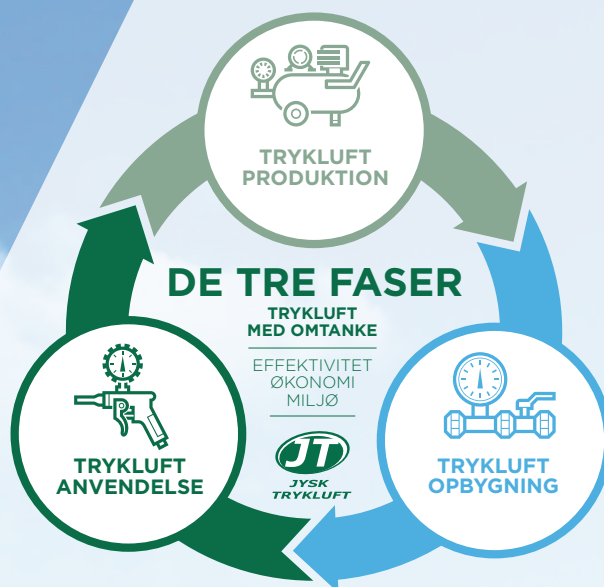 TRYKLUFT
PRODUKTION
DE TRE FASER
TRYKLUFT
MED OMTANKE
EFFEKTIVITET
ØKONOMI
MILJØ
JT
JYSK
TRYKLUFT
TRYKLUFT
ANVENDELSE
TRYKLUFT
OPBYGNING